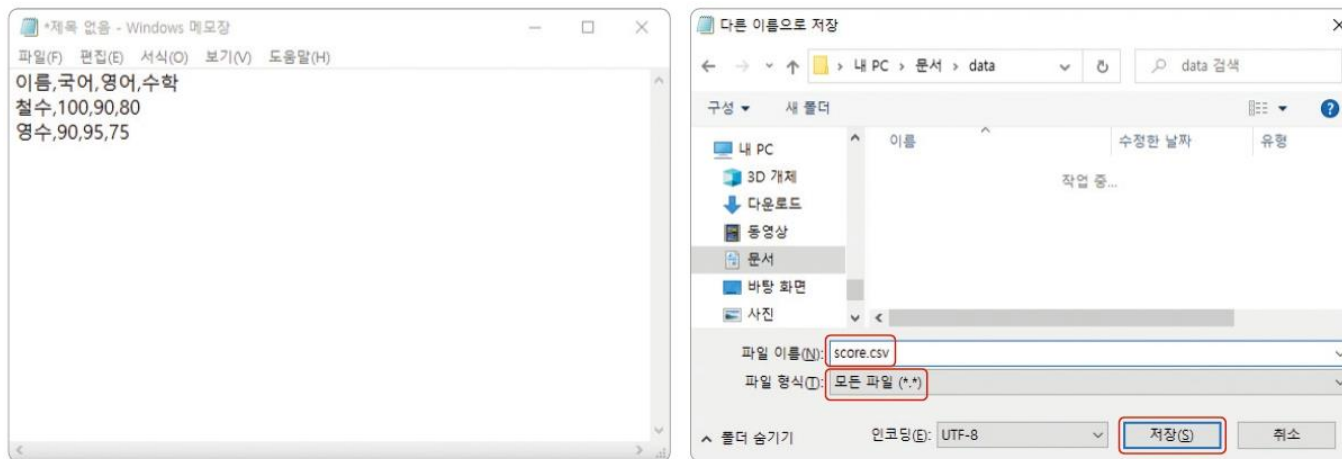 *제목 없음 - Windows 메모장
파일(F) 편집(E) 서식(O) 보기(V) 도움말(H)
이름,국어,영어,수학
철수,100,90,80
영수,90,95,75
다른 이름으로 저장
내 PC > 문서 > data
data 검색
구성 새 폴더
이름 수정한 날짜 유형
작업 중...
내 PC
3D 개체
다운로드
동영상
문서
바탕 화면
사진
파일 이름(N): score.csv
파일 형식(T): 모든 파일 (*.*)
폴더 숨기기 인코딩(E): UTF-8 저장(S) 취소